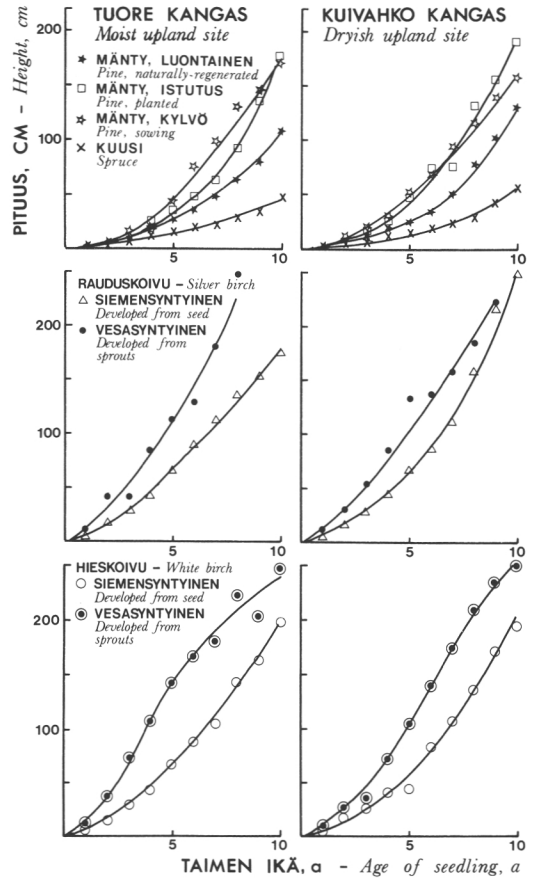 TUORE KANGAS
Moist upland site
KUIVAHKO KANGAS
Dryish upland site
PITUUS, CM – Height, cm
MÄNTY, LUONTAINEN
Pine, naturally-regenerated
MÄNTY, ISTUTUS
Pine, planted
MÄNTY, KYLVÖ
Pine, sowing
KUUSI
Spruce
200
100
5
10
5
10
RAUDUSKOIVU – Silver birch
SIEMENSYNTYINEN
Developed from seed
VESASYNTYINEN
Developed from
sprouts
200
100
5
10
5
10
HIESKOIVU – White birch
SIEMENSYNTYINEN
Developed from seed
VESASYNTYINEN
Developed from
sprouts
200
100
5
10
5
10
TAIMEN IKÄ, a – Age of seedling, a